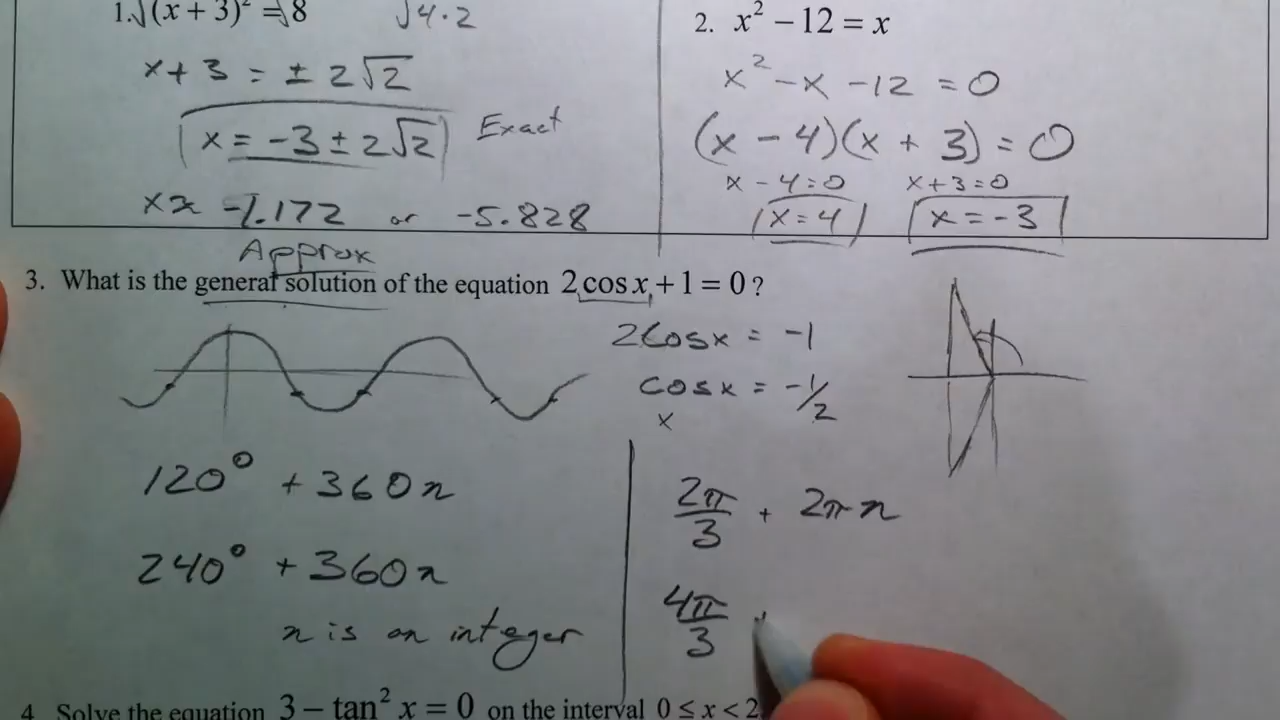 1. √(x + 3)² = √8 √4·2
x + 3 = ± 2√2
x = -3 ± 2√2 Exact
x ≈ -1.172 or -5.828
Approx
2. x² − 12 = x
x² - x - 12 = 0
(x - 4)(x + 3) = 0
x - 4 = 0 x + 3 = 0
x = 4 x = -3
3. What is the general solution of the equation 2cos x + 1 = 0?
2cosx = -1
cosx = -1/2
x
120° + 360n
240° + 360n
n is an integer
2π/3 + 2πn
4π/3
4 Solve the equation 3 − tan² x = 0 on the interval 0 ≤ x < 2